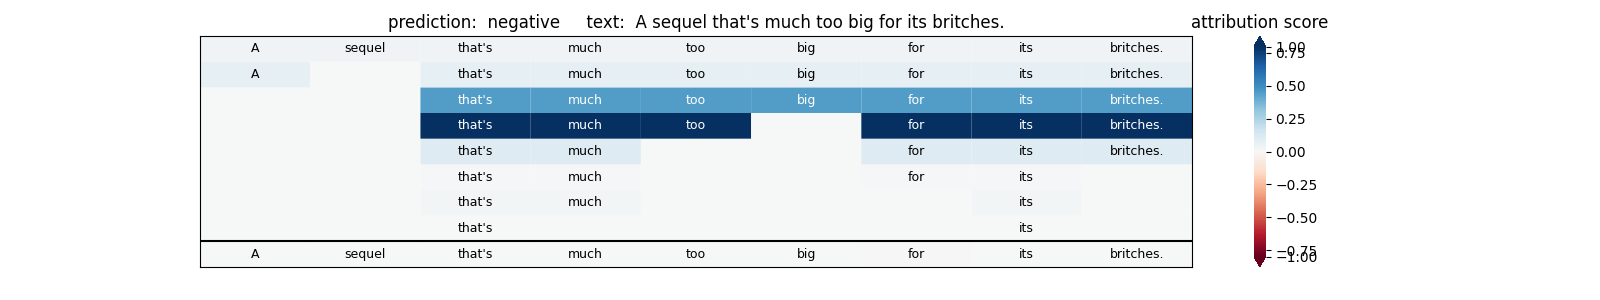 prediction:  negative     text:  A sequel that's much too big for its britches.
attribution score
A sequel that's much too big for its britches.
A that's much too big for its britches.
that's much too big for its britches.
that's much too for its britches.
that's much for its britches.
that's much for its
that's much its
that's its
A sequel that's much too big for its britches.
1.00
0.75
0.50
0.25
0.00
−0.25
−0.50
−0.75
−1.00